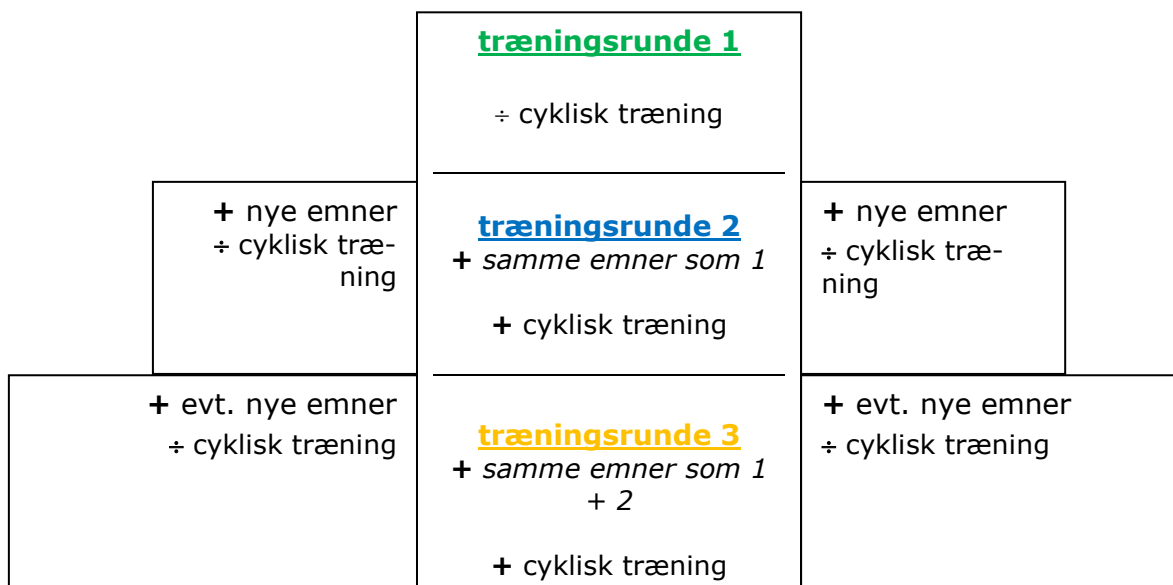 træningsrunde 1
÷ cyklisk træning
+ nye emner
÷ cyklisk træ-
ning
træningsrunde 2
+ samme emner som 1
+ cyklisk træning
+ nye emner
÷ cyklisk træ-
ning
+ evt. nye emner
÷ cyklisk træning
træningsrunde 3
+ samme emner som 1
+ 2
+ cyklisk træning
+ evt. nye emner
÷ cyklisk træning